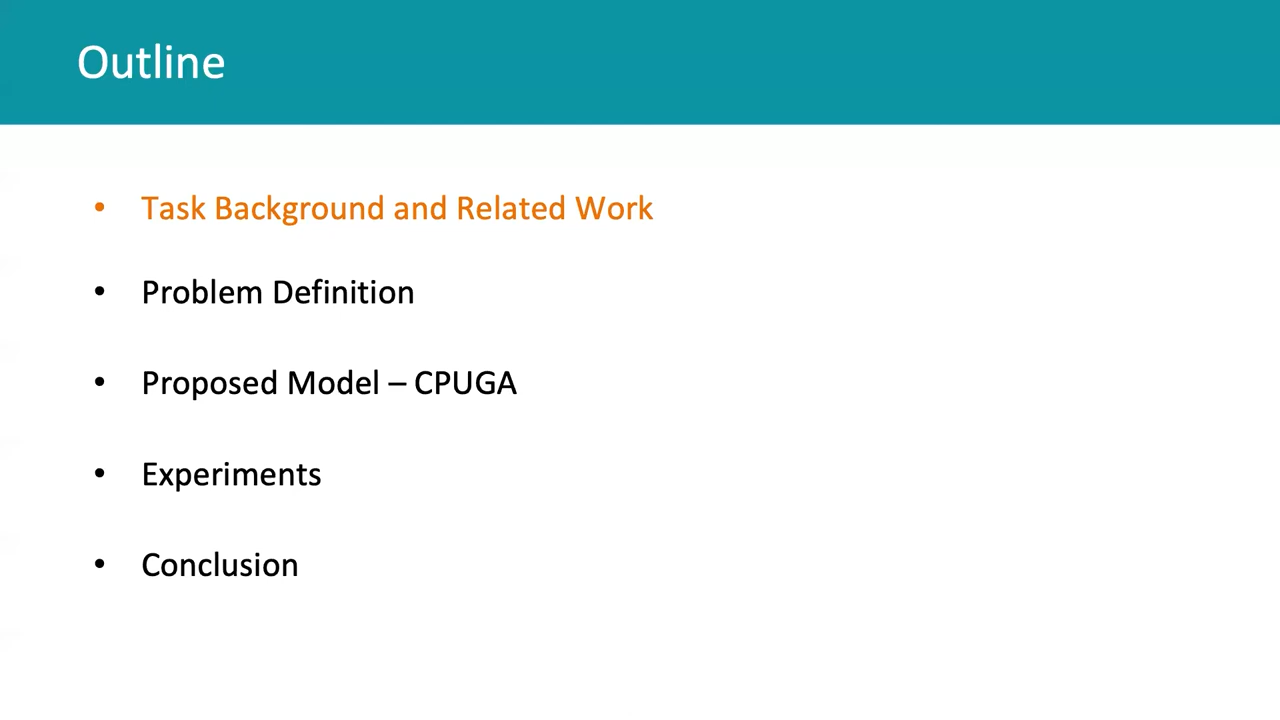 Outline
• Task Background and Related Work
• Problem Definition
• Proposed Model – CPUGA
• Experiments
• Conclusion